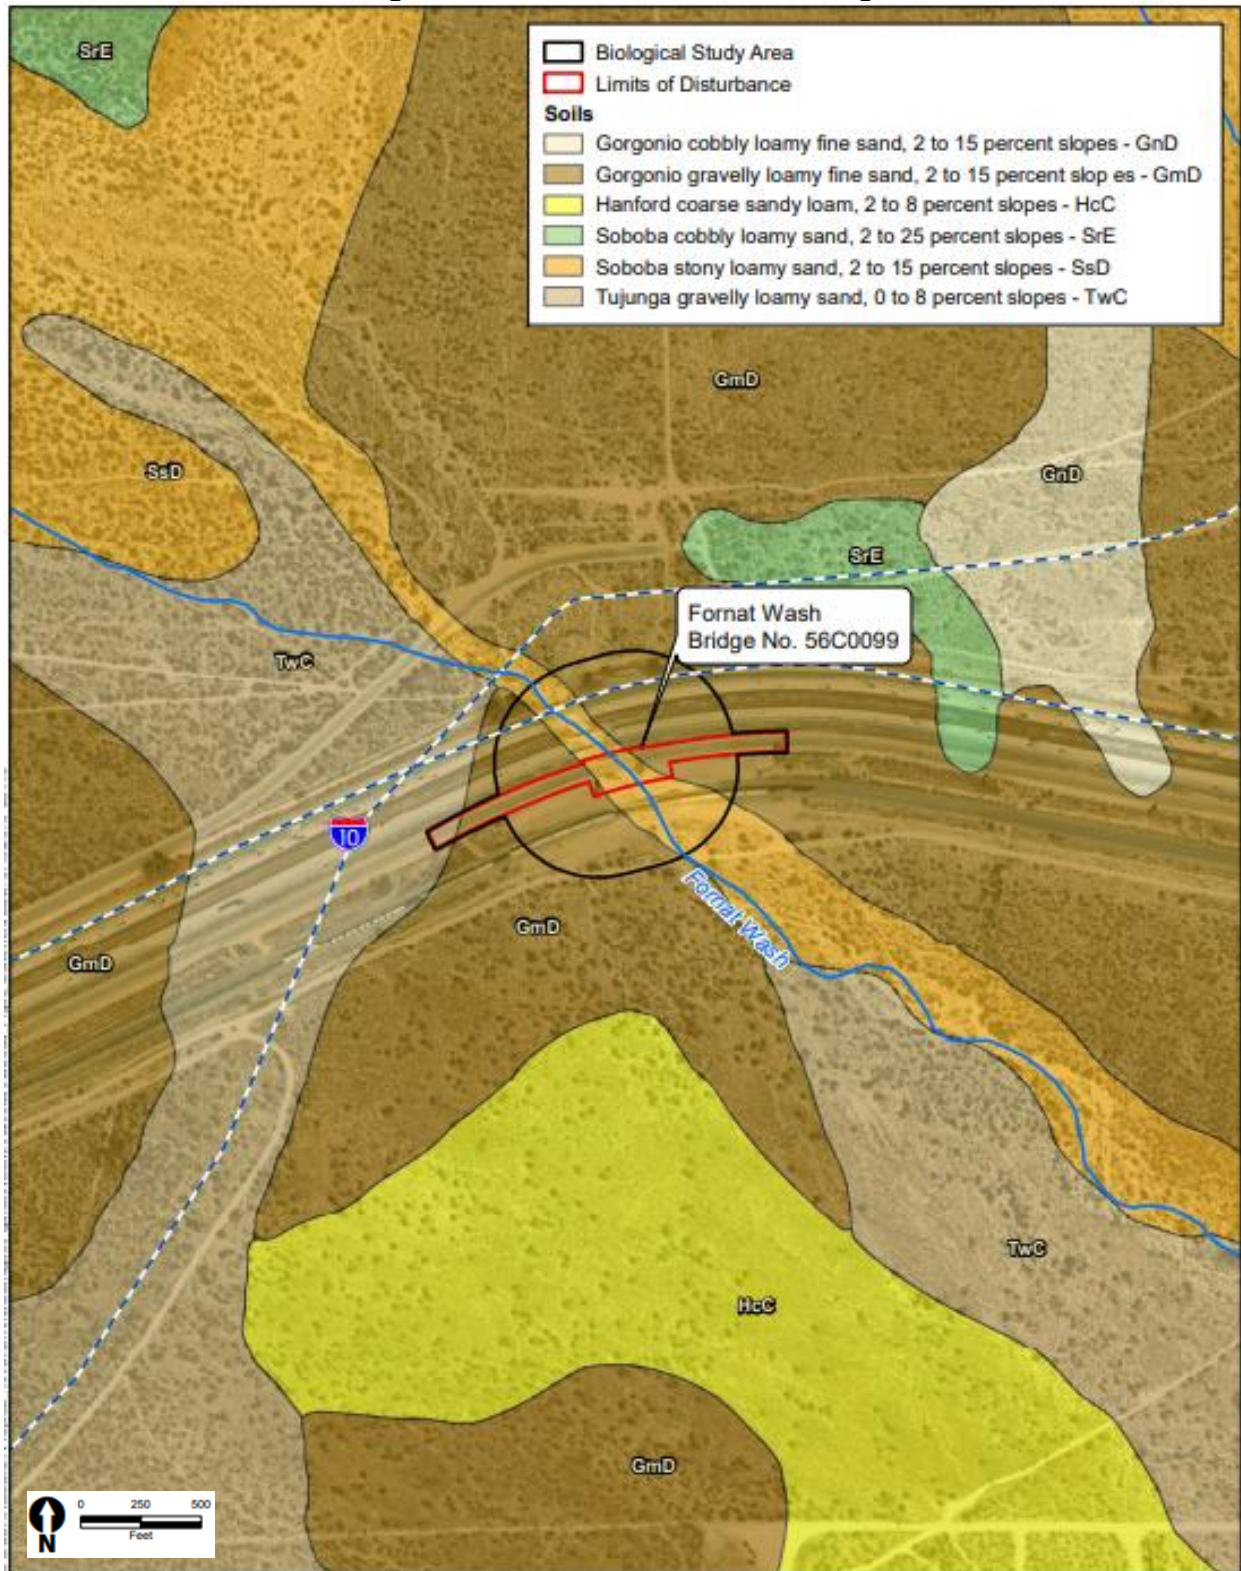 Biological Study Area
Limits of Disturbance
Soils
Gorgonio cobbly loamy fine sand, 2 to 15 percent slopes - GnD
Gorgonio gravelly loamy fine sand, 2 to 15 percent slop es - GmD
Hanford coarse sandy loam, 2 to 8 percent slopes - HcC
Soboba cobbly loamy sand, 2 to 25 percent slopes - SrE
Soboba stony loamy sand, 2 to 15 percent slopes - SsD
Tujunga gravelly loamy sand, 0 to 8 percent slopes - TwC
SrE
GmD
SsD
GnD
SrE
Fornat Wash
Bridge No. 56C0099
TwC
10
Fornat Wash
GmD
GmD
TwC
HcC
GmD
0 250 500
Feet
N